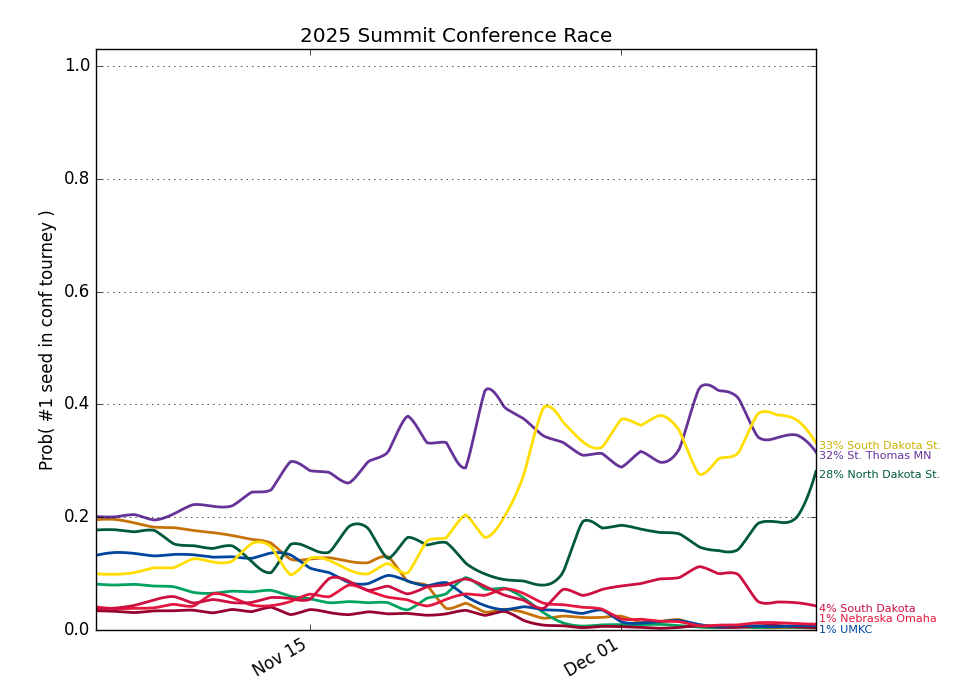 2025 Summit Conference Race
Prob( #1 seed in conf tourney )
1.0
0.8
0.6
0.4
0.2
0.0
Nov 15
Dec 01
33% South Dakota St.
32% St. Thomas MN
28% North Dakota St.
4% South Dakota
1% Nebraska Omaha
1% UMKC